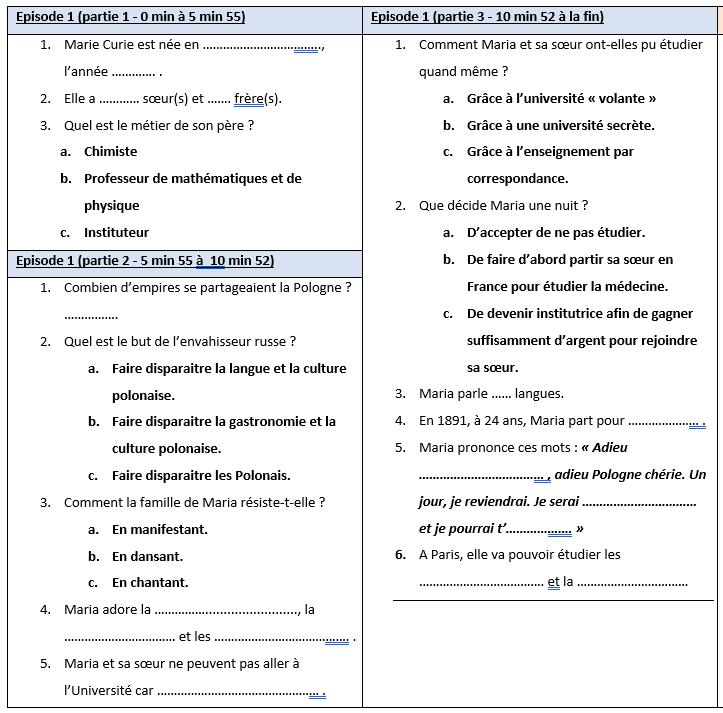 Episode 1 (partie 1 - 0 min à 5 min 55)
1. Marie Curie est née en ................................,
l'année ............. .
2. Elle a ............ sœur(s) et ....... frère(s).
3. Quel est le métier de son père ?
a. Chimiste
b. Professeur de mathématiques et de
physique
c. Instituteur
Episode 1 (partie 2 - 5 min 55 à 10 min 52)
1. Combien d'empires se partageaient la Pologne ?
................
2. Quel est le but de l'envahisseur russe ?
a. Faire disparaitre la langue et la culture
polonaise.
b. Faire disparaitre la gastronomie et la
culture polonaise.
c. Faire disparaitre les Polonais.
3. Comment la famille de Maria résiste-t-elle ?
a. En manifestant.
b. En dansant.
c. En chantant.
4. Maria adore la ........................................, la
................................. et les ....................................... .
5. Maria et sa sœur ne peuvent pas aller à
l'Université car ................................................ .
Episode 1 (partie 3 - 10 min 52 à la fin)
1. Comment Maria et sa sœur ont-elles pu étudier
quand même ?
a. Grâce à l'université « volante »
b. Grâce à une université secrète.
c. Grâce à l'enseignement par
correspondance.
2. Que décide Maria une nuit ?
a. D'accepter de ne pas étudier.
b. De faire d'abord partir sa sœur en
France pour étudier la médecine.
c. De devenir institutrice afin de gagner
suffisamment d'argent pour rejoindre
sa sœur.
3. Maria parle ...... langues.
4. En 1891, à 24 ans, Maria part pour ..................... .
5. Maria prononce ces mots : « Adieu
..................................... , adieu Pologne chérie. Un
jour, je reviendrai. Je serai ..................................
et je pourrai t'.................... »
6. A Paris, elle va pouvoir étudier les
..................................... et la .................................